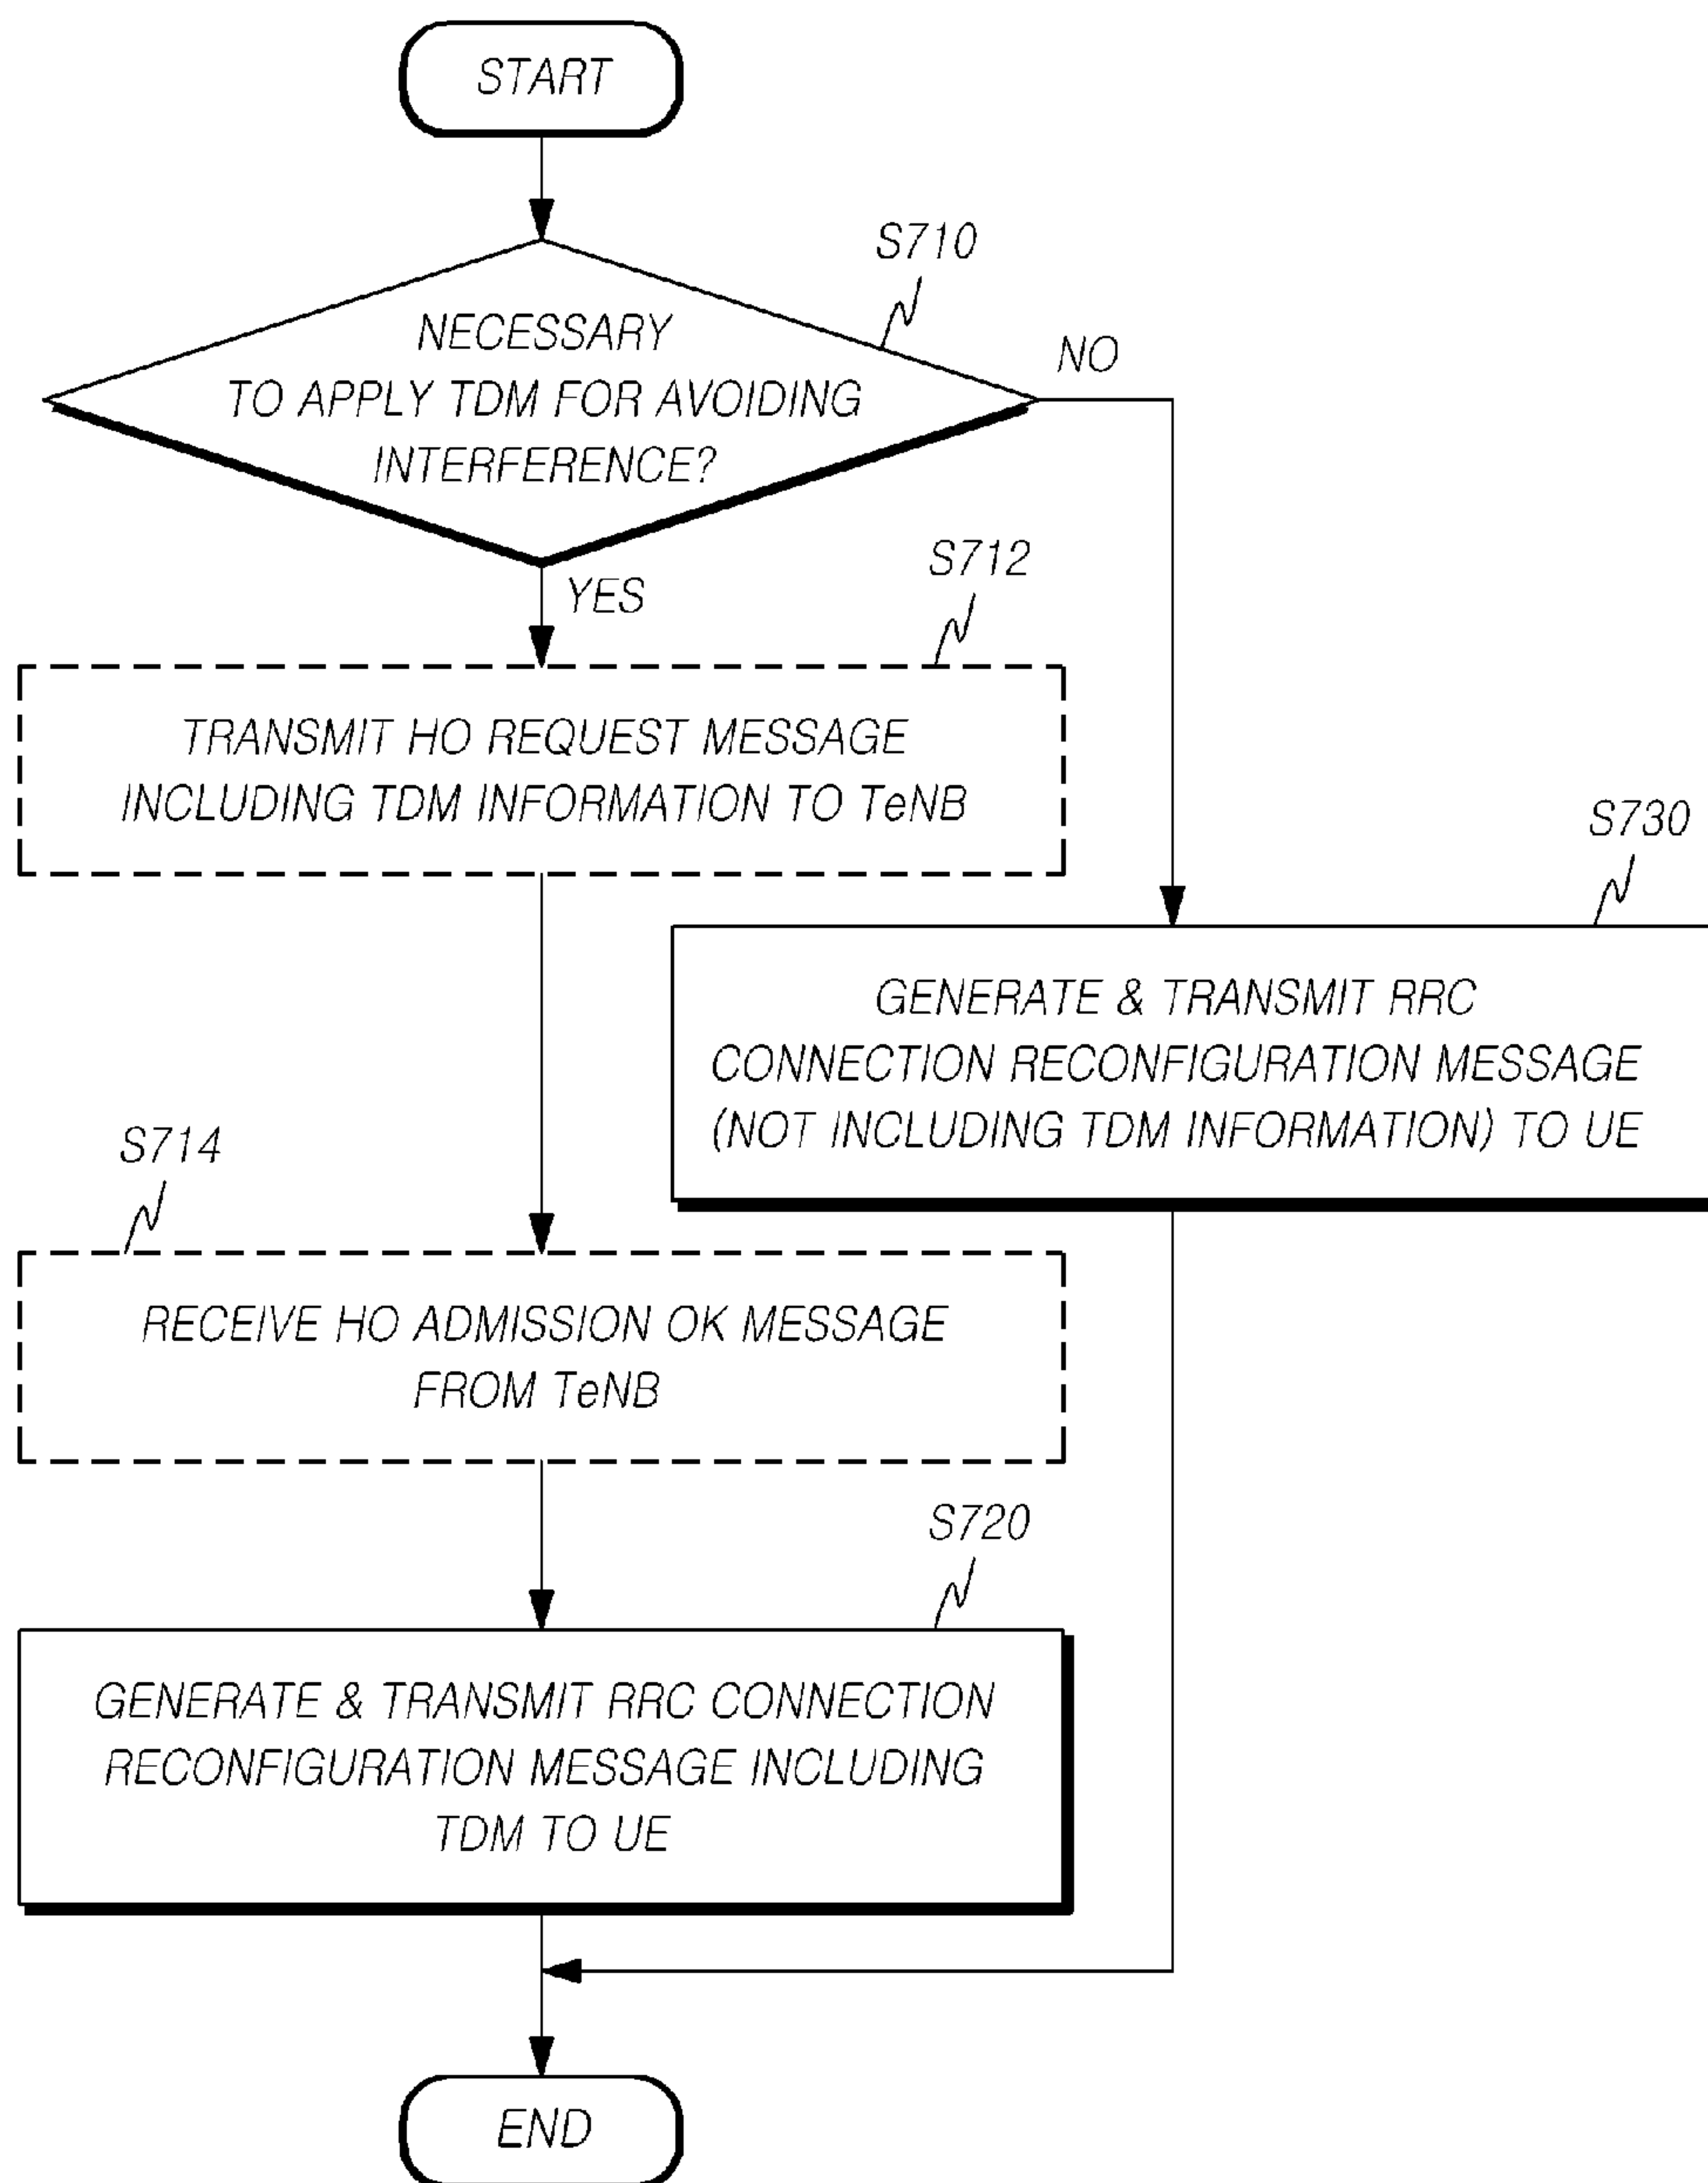 START
S710
NECESSARY
TO APPLY TDM FOR AVOIDING
INTERFERENCE?
NO
YES
S712
TRANSMIT HO REQUEST MESSAGE
INCLUDING TDM INFORMATION TO TeNB
S730
GENERATE & TRANSMIT RRC
CONNECTION RECONFIGURATION MESSAGE
(NOT INCLUDING TDM INFORMATION) TO UE
S714
RECEIVE HO ADMISSION OK MESSAGE
FROM TeNB
S720
GENERATE & TRANSMIT RRC CONNECTION
RECONFIGURATION MESSAGE INCLUDING
TDM TO UE
END